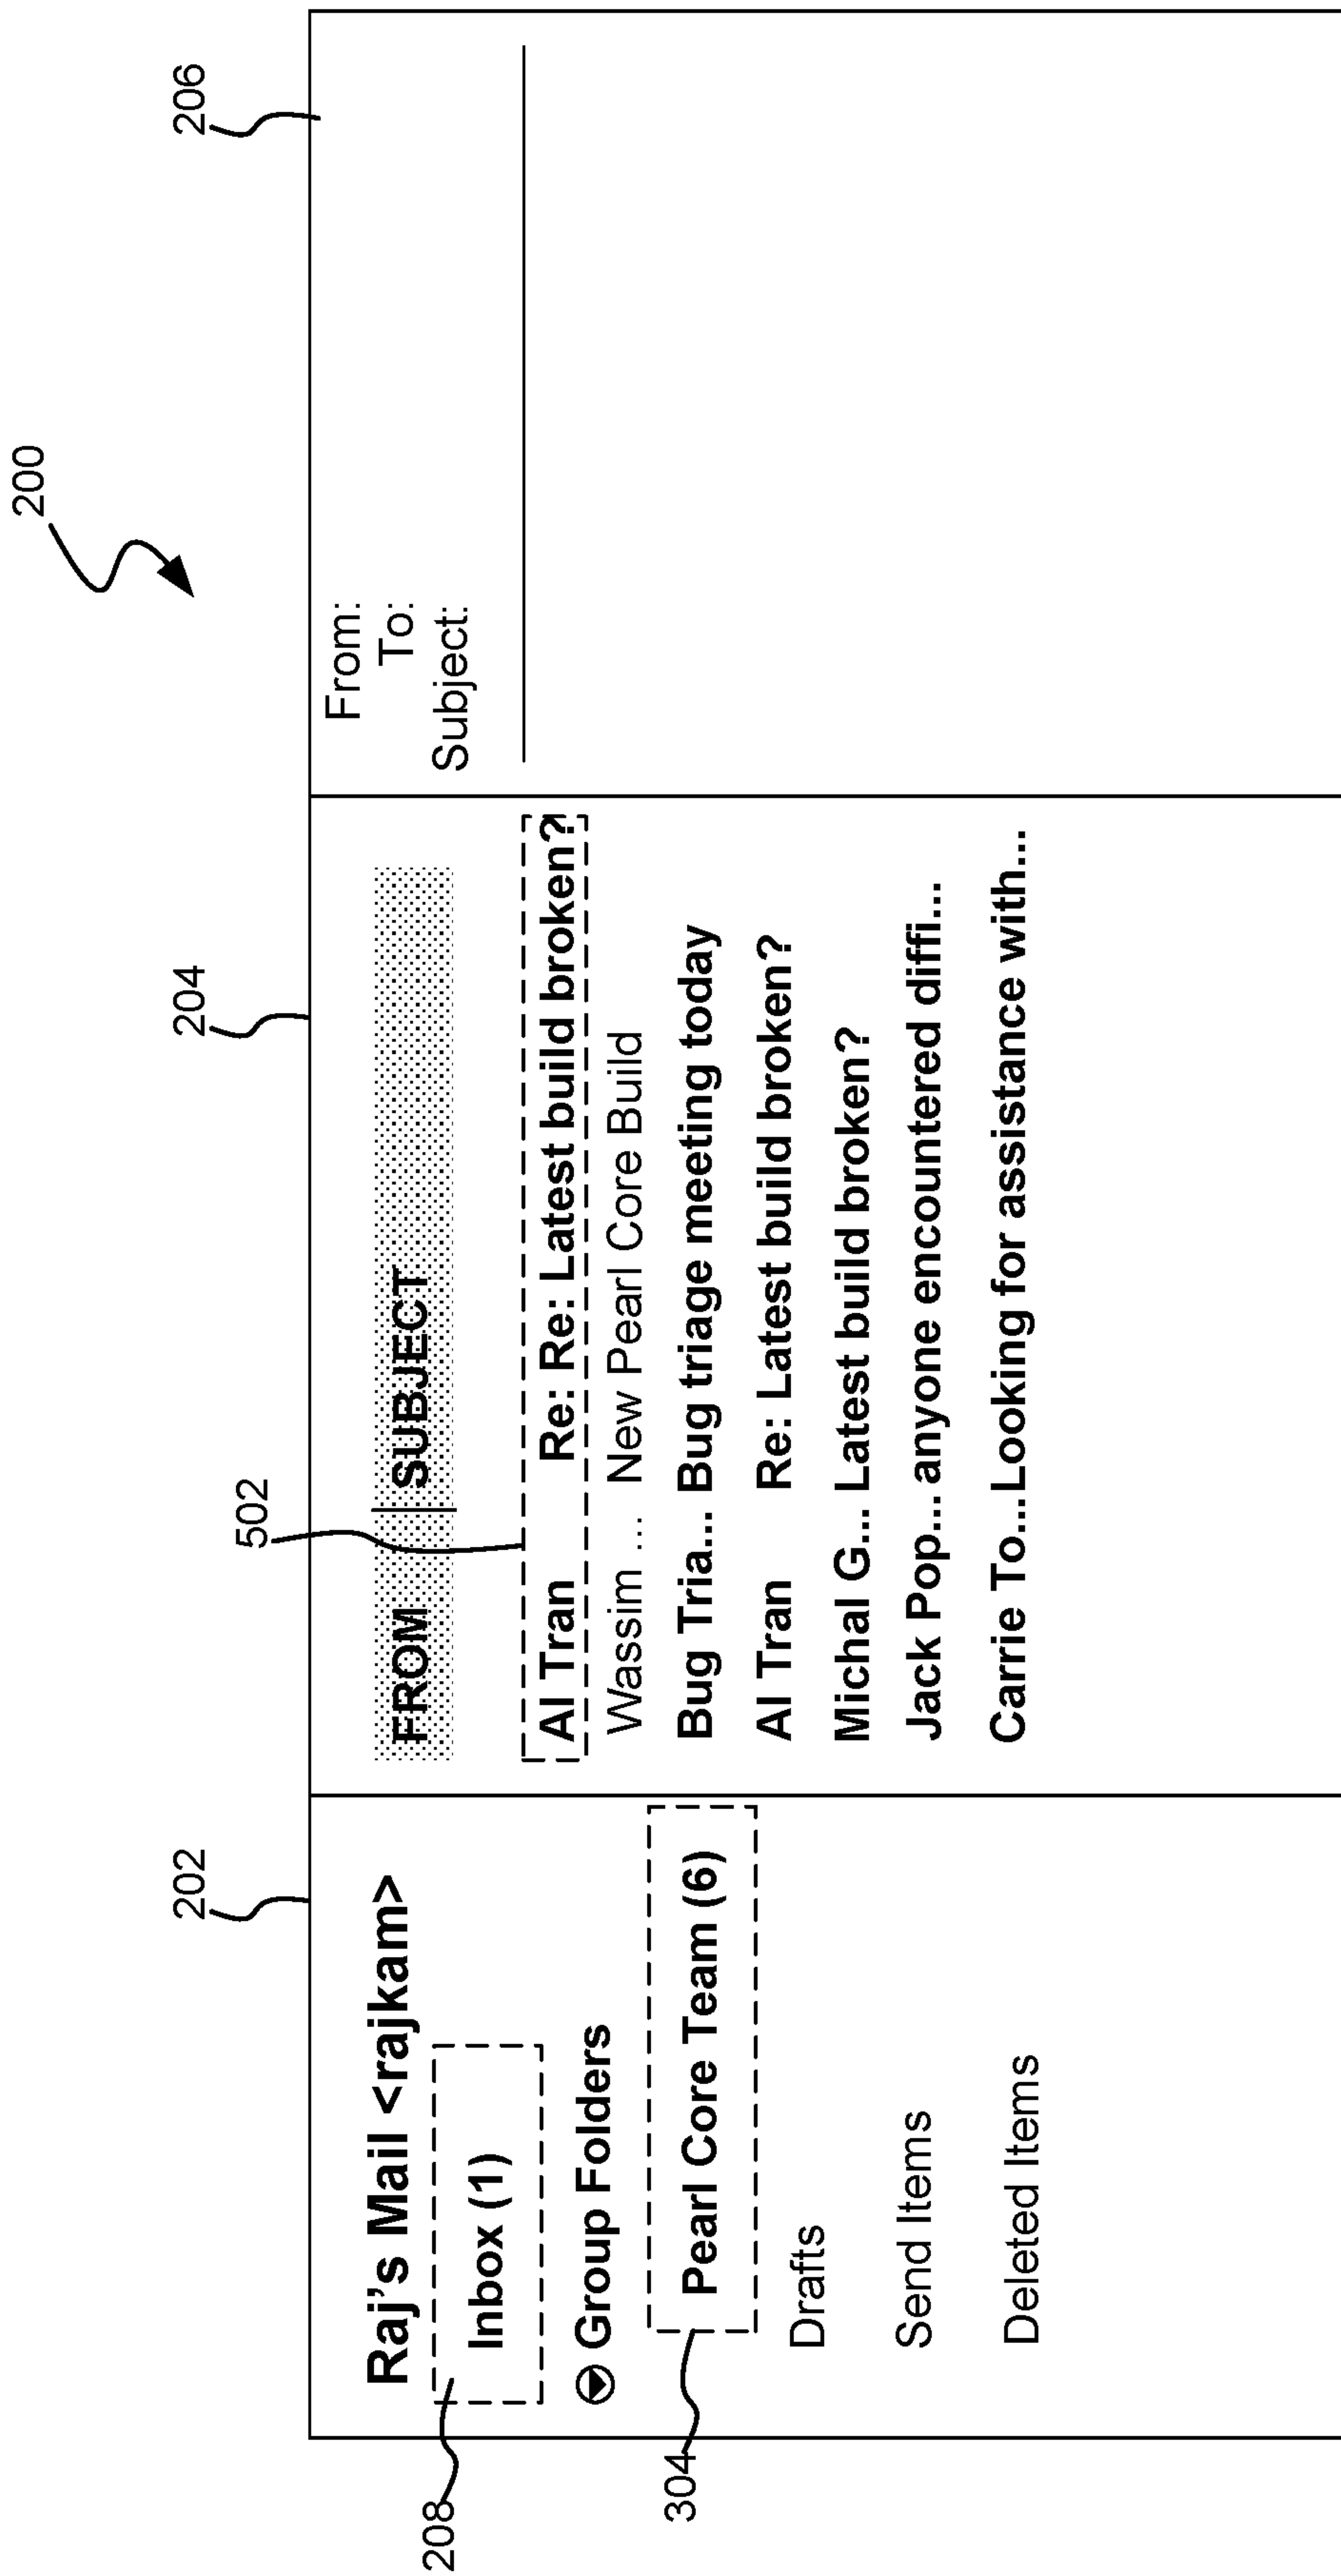 200
202
204
206
Raj's Mail <rajkam>
208
Inbox (1)
Group Folders
304
Pearl Core Team (6)
Drafts
Send Items
Deleted Items
FROM SUBJECT
502
Al Tran Re: Re: Latest build broken?
Wassim ... New Pearl Core Build
Bug Tria... Bug triage meeting today
Al Tran Re: Latest build broken?
Michal G... Latest build broken?
Jack Pop... anyone encountered diffi...
Carrie To...Looking for assistance with...
From:
To:
Subject: